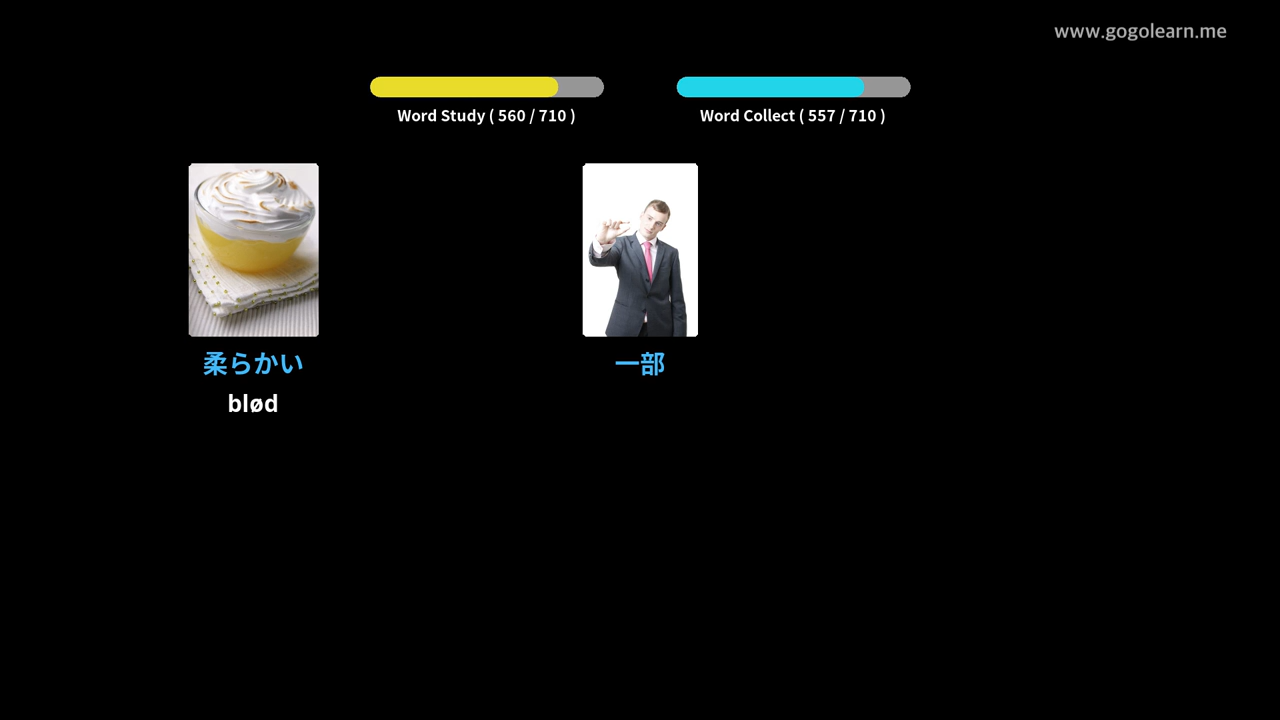 www.gogolearn.me
Word Study ( 560 / 710 )
Word Collect ( 557 / 710 )
柔らかい
一部
blød